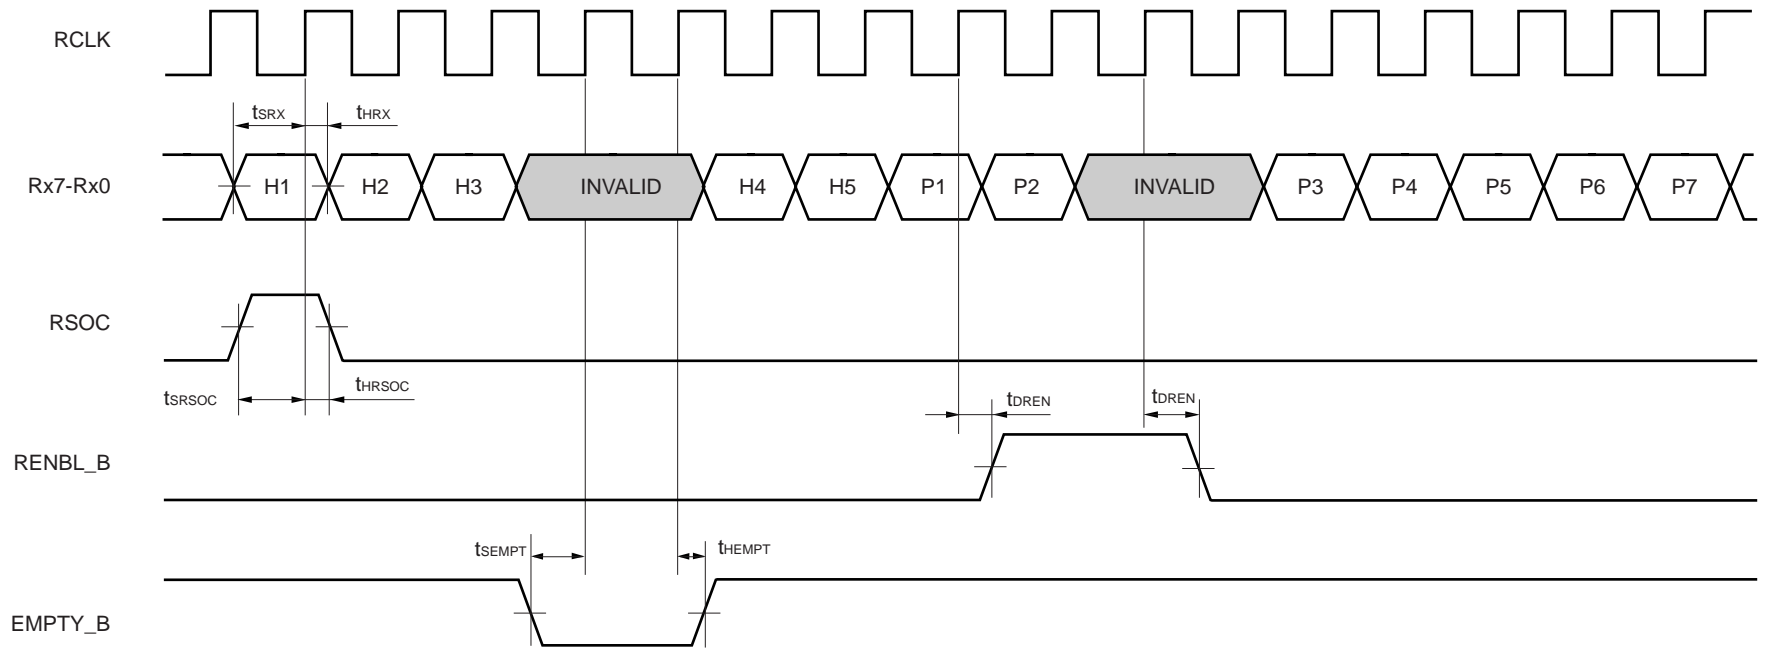 RCLK
tSRX tHRX
Rx7-Rx0 H1 H2 H3 INVALID H4 H5 P1 P2 INVALID P3 P4 P5 P6 P7
RSOC
tSRSOC tHRSOC tDREN tDREN
RENBL_B
tSEMPT tHEMPT
EMPTY_B